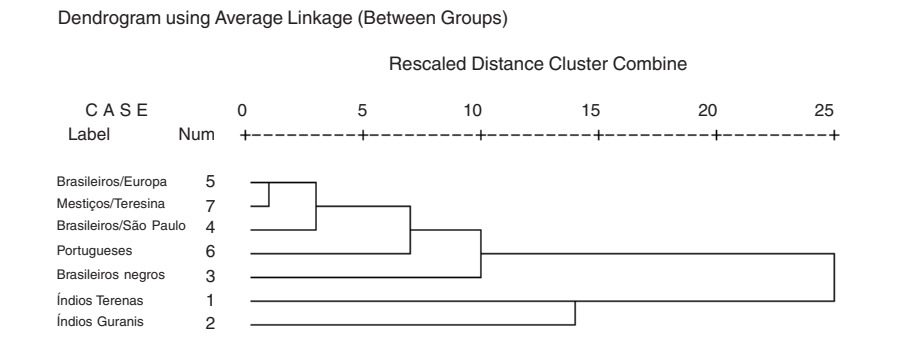 Dendrogram using Average Linkage (Between Groups)
Rescaled Distance Cluster Combine
C A S E 0 5 10 15 20 25
Label Num
Brasileiros/Europa 5
Mestiços/Teresina 7
Brasileiros/São Paulo 4
Portugueses 6
Brasileiros negros 3
Índios Terenas 1
Índios Guranis 2